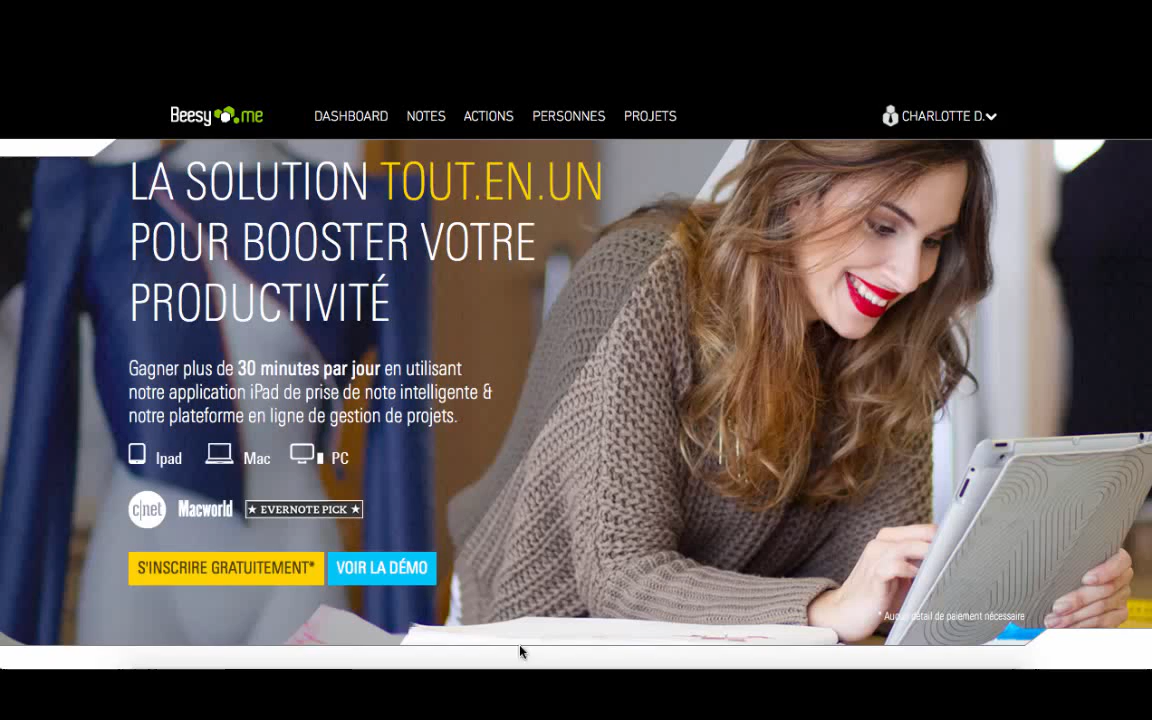 Beesy.me DASHBOARD NOTES ACTIONS PERSONNES PROJETS CHARLOTTE D.
LA SOLUTION TOUT.EN.UN
POUR BOOSTER VOTRE
PRODUCTIVITÉ
Gagner plus de 30 minutes par jour en utilisant
notre application iPad de prise de note intelligente &
notre plateforme en ligne de gestion de projets.
Ipad Mac PC
c|net Macworld ★ EVERNOTE PICK ★
S'INSCRIRE GRATUITEMENT* VOIR LA DÉMO
* Aucun détail de paiement nécessaire